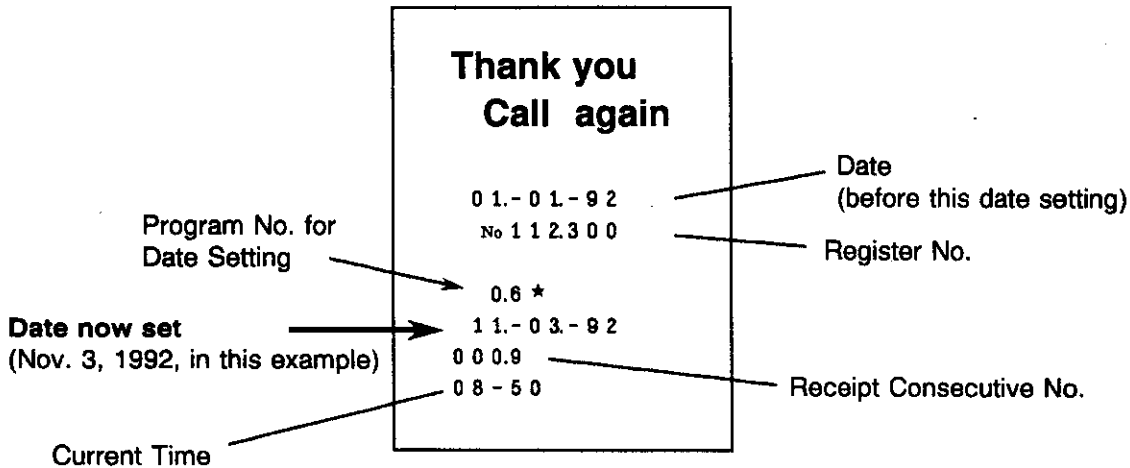 Thank you
Call again
01.-01.-92
No 112.300
0.6 ★
11.-03.-92
000.9
08-50
Program No. for
Date Setting
Date now set
(Nov. 3, 1992, in this example)
Current Time
Date
(before this date setting)
Register No.
Receipt Consecutive No.